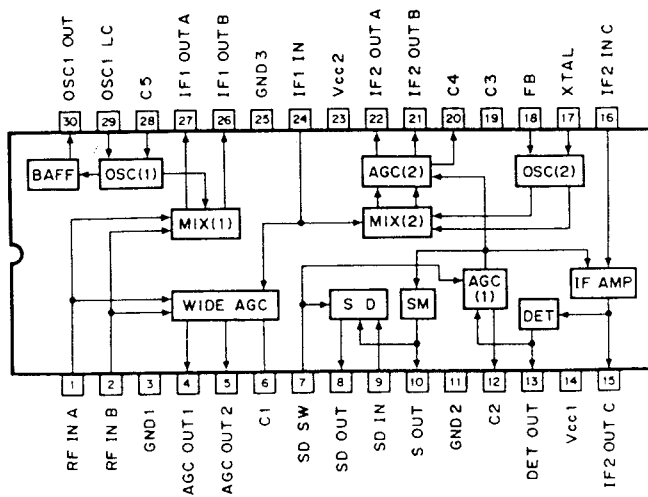 OSC1 OUT
OSC1 LC
C5
IF1 OUT A
IF1 OUT B
GND3
IF1 IN
Vcc2
IF2 OUT A
IF2 OUT B
C4
C3
FB
XTAL
IF2 IN C
30 29 28 27 26 25 24 23 22 21 20 19 18 17 16
BAFF
OSC(1)
AGC(2)
OSC(2)
MIX(1)
MIX(2)
WIDE AGC
S D
SM
AGC
(1)
IF AMP
DET
1 2 3 4 5 6 7 8 9 10 11 12 13 14 15
RF IN A
RF IN B
GND1
AGC OUT1
AGC OUT2
C1
SD SW
SD OUT
SD IN
S OUT
GND2
C2
DET OUT
Vcc1
IF2 OUT C